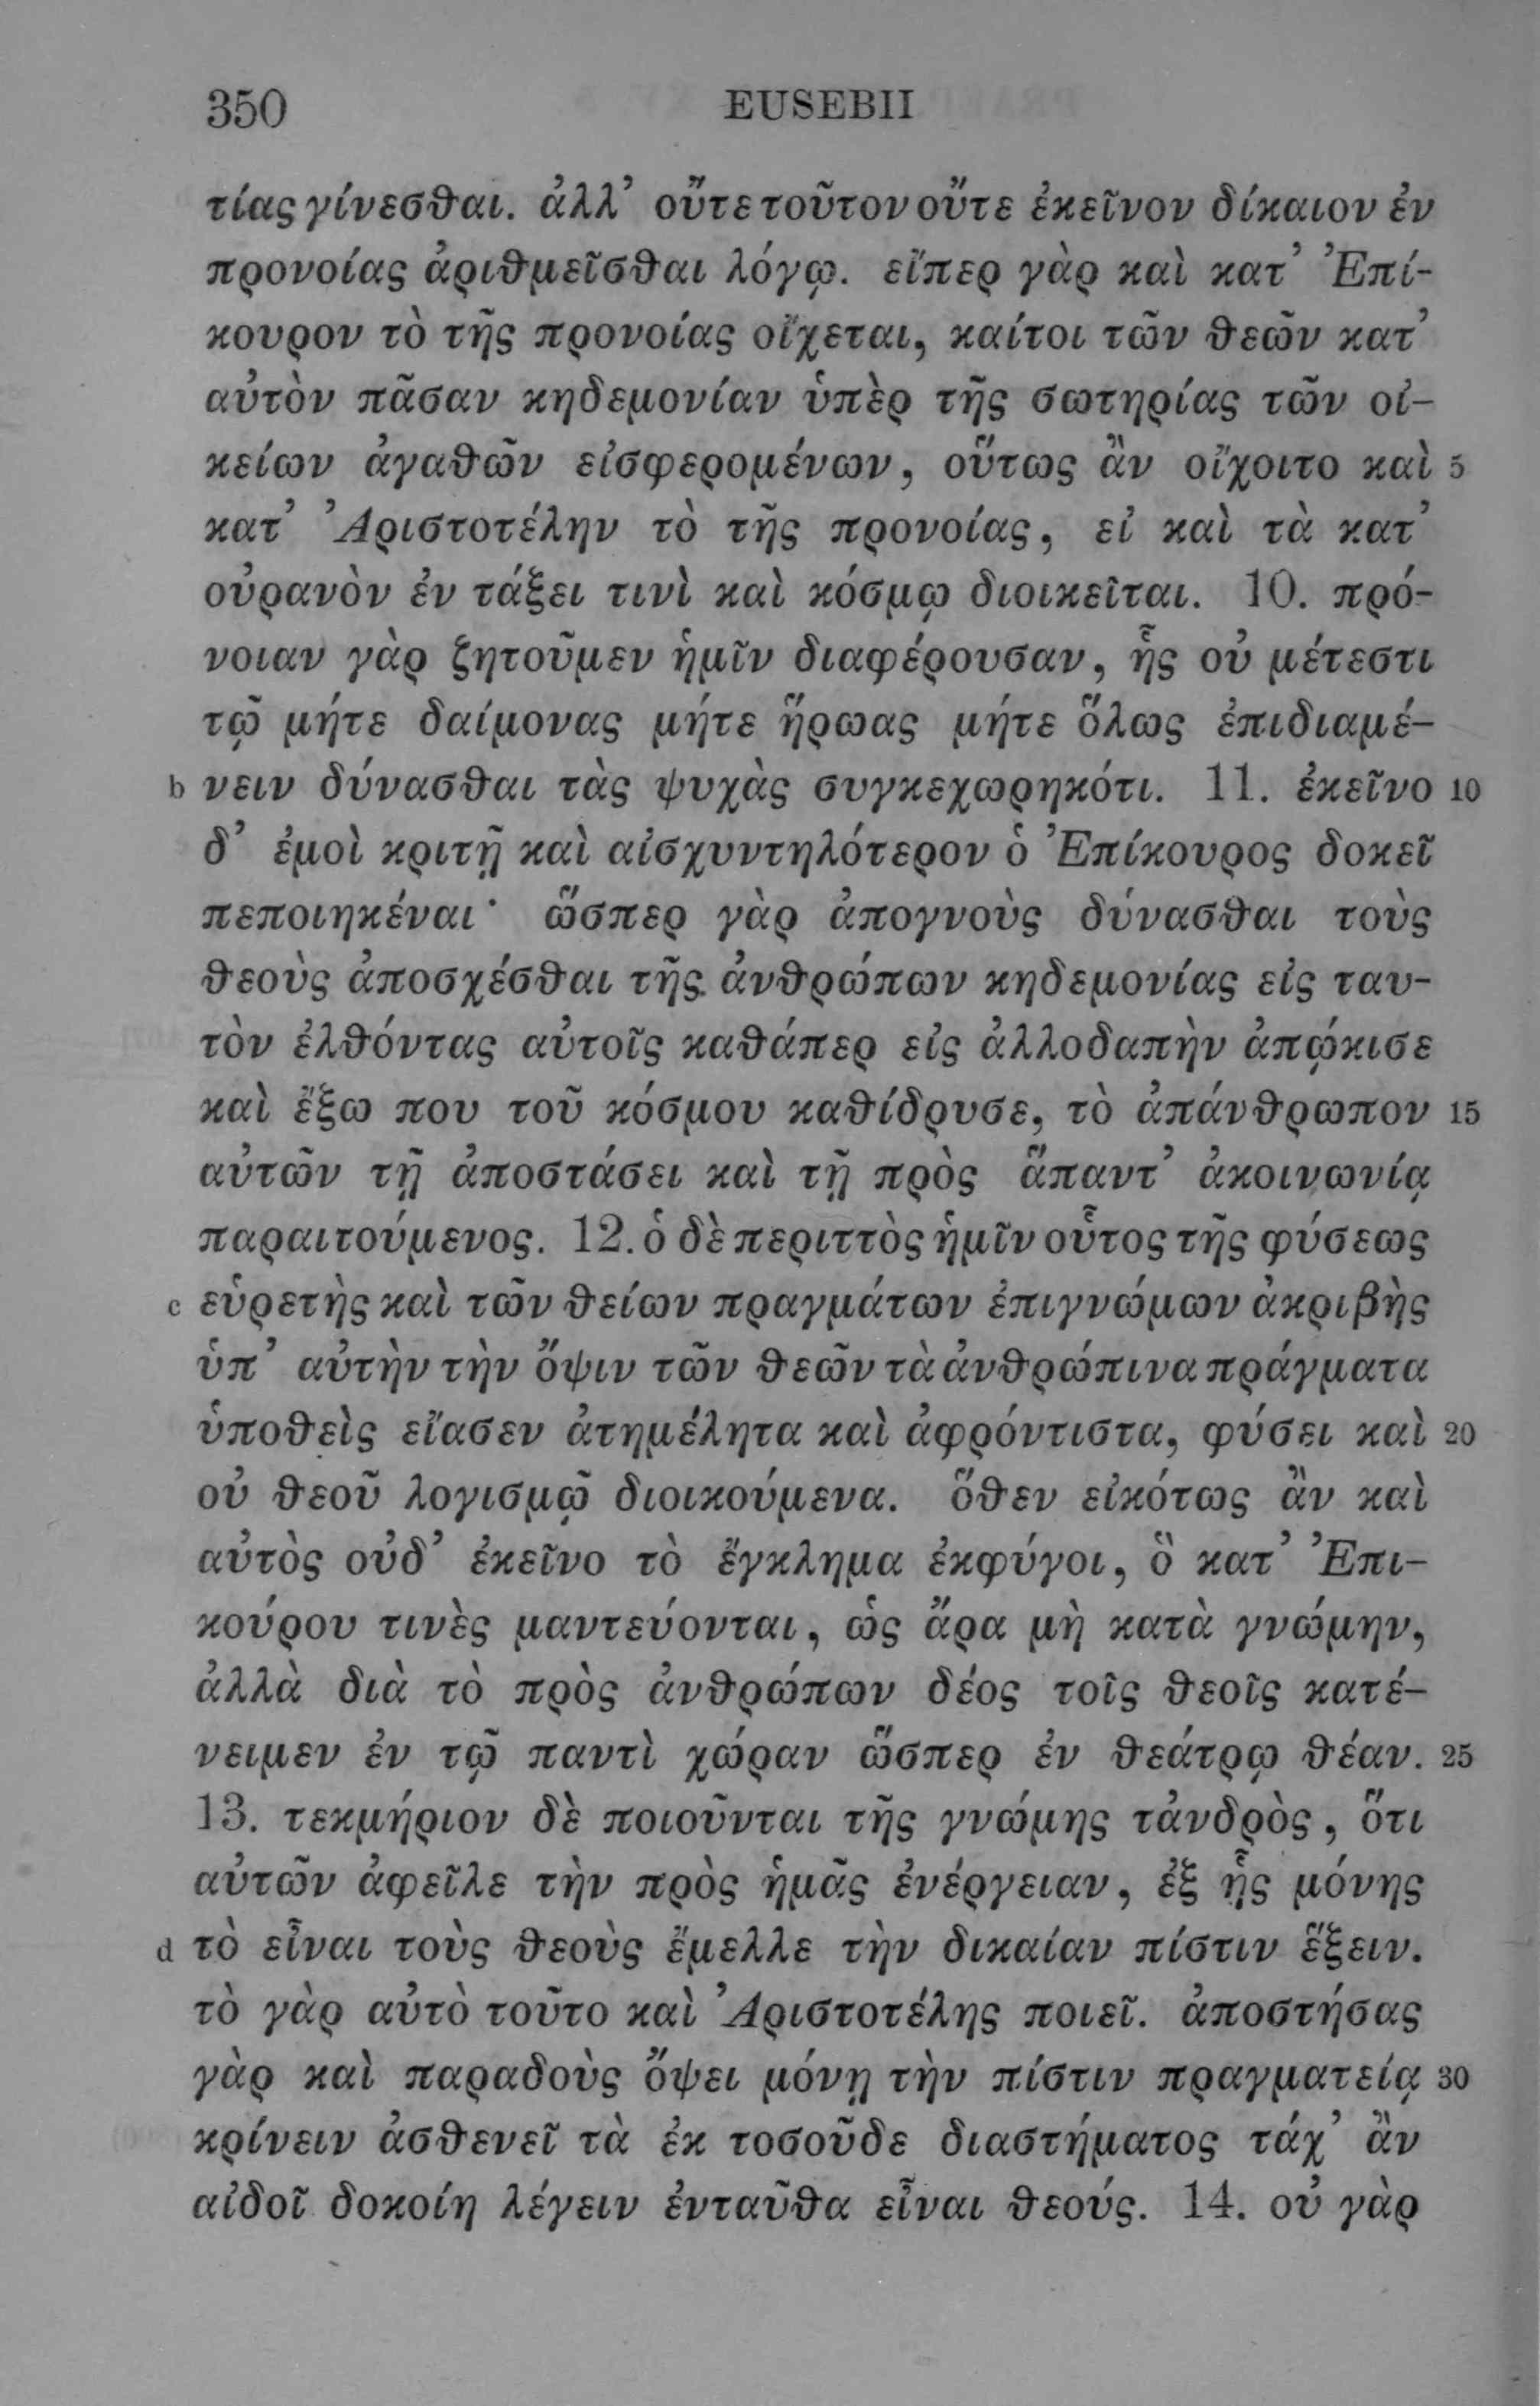 350 EUSEBII
τίας γίνεσθαι. ἀλλ’ οὔτε τοῦτον οὔτε ἐκεῖνον δίκαιον ἐν
προνοίας ἀριθμεῖσθαι λόγῳ. εἴπερ γὰρ καὶ κατ’ Ἐπί-
κουρον τὸ τῆς προνοίας οἴχεται, καίτοι τῶν θεῶν κατ’
αὐτὸν πᾶσαν κηδεμονίαν ὑπὲρ τῆς σωτηρίας τῶν οἰ-
κείων ἀγαθῶν εἰσφερομένων, οὕτως ἂν οἴχοιτο καὶ 5
κατ’ Ἀριστοτέλην τὸ τῆς προνοίας, εἰ καὶ τὰ κατ’
οὐρανὸν ἐν τάξει τινὶ καὶ κόσμῳ διοικεῖται. 10. πρό-
νοιαν γὰρ ζητοῦμεν ἡμῖν διαφέρουσαν, ἧς οὐ μέτεστι
τῷ μήτε δαίμονας μήτε ἥρωας μήτε ὅλως ἐπιδιαμέ-
b νειν δύνασθαι τὰς ψυχὰς συγκεχωρηκότι. 11. ἐκεῖνο 10
δ’ ἐμοὶ κριτῇ καὶ αἰσχυντηλότερον ὁ Ἐπίκουρος δοκεῖ
πεποιηκέναι· ὥσπερ γὰρ ἀπογνοὺς δύνασθαι τοὺς
θεοὺς ἀποσχέσθαι τῆς ἀνθρώπων κηδεμονίας εἰς ταυ-
τὸν ἐλθόντας αὐτοῖς καθάπερ εἰς ἀλλοδαπὴν ἀπῴκισε
καὶ ἔξω που τοῦ κόσμου καθίδρυσε, τὸ ἀπάνθρωπον 15
αὐτῶν τῇ ἀποστάσει καὶ τῇ πρὸς ἅπαντ’ ἀκοινωνίᾳ
παραιτούμενος. 12. ὁ δὲ περιττὸς ἡμῖν οὗτος τῆς φύσεως
c εὑρετὴς καὶ τῶν θείων πραγμάτων ἐπιγνώμων ἀκριβὴς
ὑπ’ αὐτὴν τὴν ὄψιν τῶν θεῶν τὰ ἀνθρώπινα πράγματα
ὑποθεὶς εἴασεν ἀτημέλητα καὶ ἀφρόντιστα, φύσει καὶ 20
οὐ θεοῦ λογισμῷ διοικούμενα. ὅθεν εἰκότως ἂν καὶ
αὐτὸς οὐδ’ ἐκεῖνο τὸ ἔγκλημα ἐκφύγοι, ὃ κατ’ Ἐπι-
κούρου τινὲς μαντεύονται, ὡς ἄρα μὴ κατὰ γνώμην,
ἀλλὰ διὰ τὸ πρὸς ἀνθρώπων δέος τοῖς θεοῖς κατέ-
νειμεν ἐν τῷ παντὶ χώραν ὥσπερ ἐν θεάτρῳ θέαν. 25
13. τεκμήριον δὲ ποιοῦνται τῆς γνώμης τἀνδρὸς, ὅτι
αὐτῶν ἀφεῖλε τὴν πρὸς ἡμᾶς ἐνέργειαν, ἐξ ἧς μόνης
d τὸ εἶναι τοὺς θεοὺς ἔμελλε τὴν δικαίαν πίστιν ἕξειν.
τὸ γὰρ αὐτὸ τοῦτο καὶ Ἀριστοτέλης ποιεῖ. ἀποστήσας
γὰρ καὶ παραδοὺς ὄψει μόνῃ τὴν πίστιν πραγματείᾳ 30
κρίνειν ἀσθενεῖ τὰ ἐκ τοσοῦδε διαστήματος τάχ’ ἂν
αἰδοῖ δοκοίη λέγειν ἐνταῦθα εἶναι θεούς. 14. οὐ γὰρ